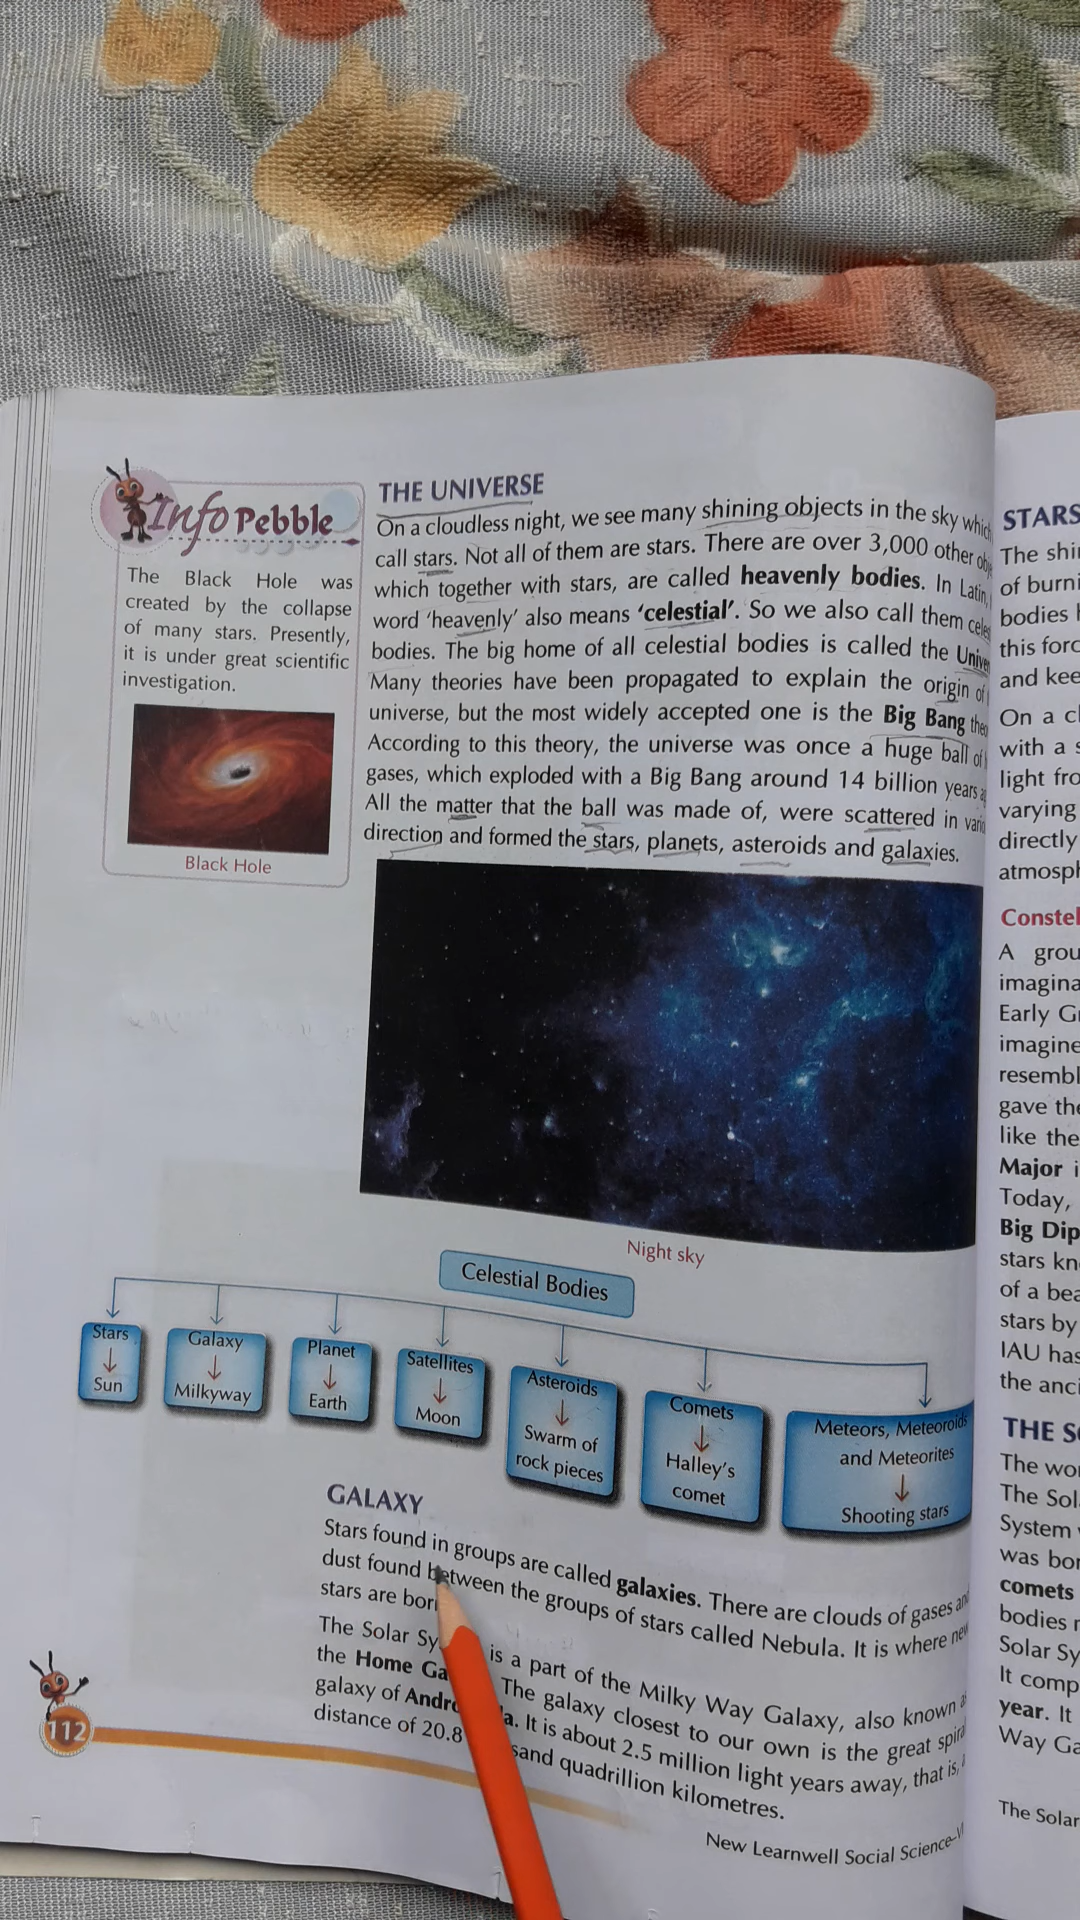 Info Pebble
The Black Hole was
created by the collapse
of many stars. Presently,
it is under great scientific
investigation.
Black Hole
THE UNIVERSE
On a cloudless night, we see many shining objects in the sky which
call stars. Not all of them are stars. There are over 3,000 other
which together with stars, are called heavenly bodies. In Latin,
word ‘heavenly’ also means ‘celestial’. So we also call them
bodies. The big home of all celestial bodies is called the
Many theories have been propagated to explain the origin of
universe, but the most widely accepted one is the Big Bang
According to this theory, the universe was once a huge ball of
gases, which exploded with a Big Bang around 14 billion years
All the matter that the ball was made of, were scattered in
direction and formed the stars, planets, asteroids and galaxies.
Night sky
Celestial Bodies
Stars
Sun
Galaxy
Milkyway
Planet
Earth
Satellites
Moon
Asteroids
Swarm of
rock pieces
Comets
Halley’s
comet
Meteors, Meteoroids
and Meteorites
Shooting stars
GALAXY
Stars found in groups are called galaxies. There are clouds of gases and
dust found between the groups of stars called Nebula. It is where new
stars are
The Solar is a part of the Milky Way Galaxy, also known
the Home The galaxy closest to our own is the great spiral
galaxy of It is about 2.5 million light years away, that is,
distance of 20.8 quadrillion kilometres.
112
New Learnwell Social Science
STARS
The
of
bodies
this
and
On a
with a
light
varying
directly
A
Early
imagine
gave the
like the
Major
Today,
Big
stars
of a
stars by
IAU has
the
THE
The
The
System
was
comets
bodies
Solar
It
year. It
Way
The Solar